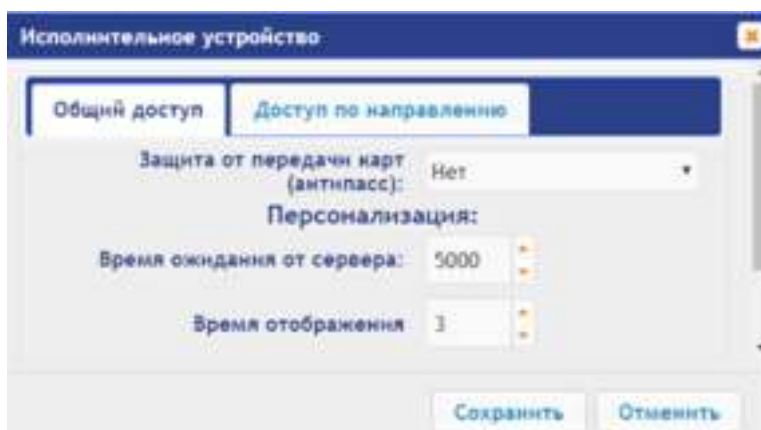 Исполнительное устройство
Общий доступ
Доступ по направлению
Защита от передачи карт
(антипасс):
Нет
Персонализация:
Время ожидания от сервера:
5000
Время отображения
3
Сохранить
Отменить